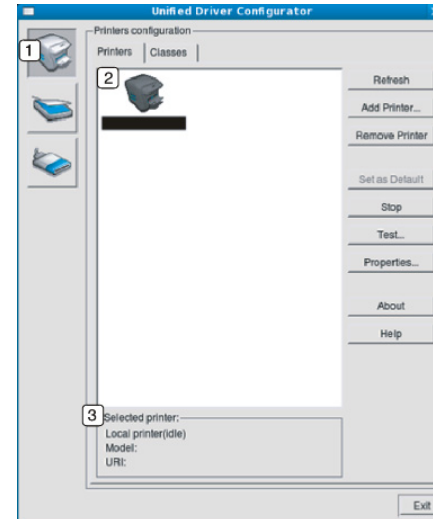 Unified Driver Configurator
Printers configuration
1
Printers
Classes
2
Refresh
Add Printer...
Remove Printer
Set as Default
Stop
Test...
Properties...
About
Help
3
Selected printer:
Local printer(idle)
Model:
URI:
Exit